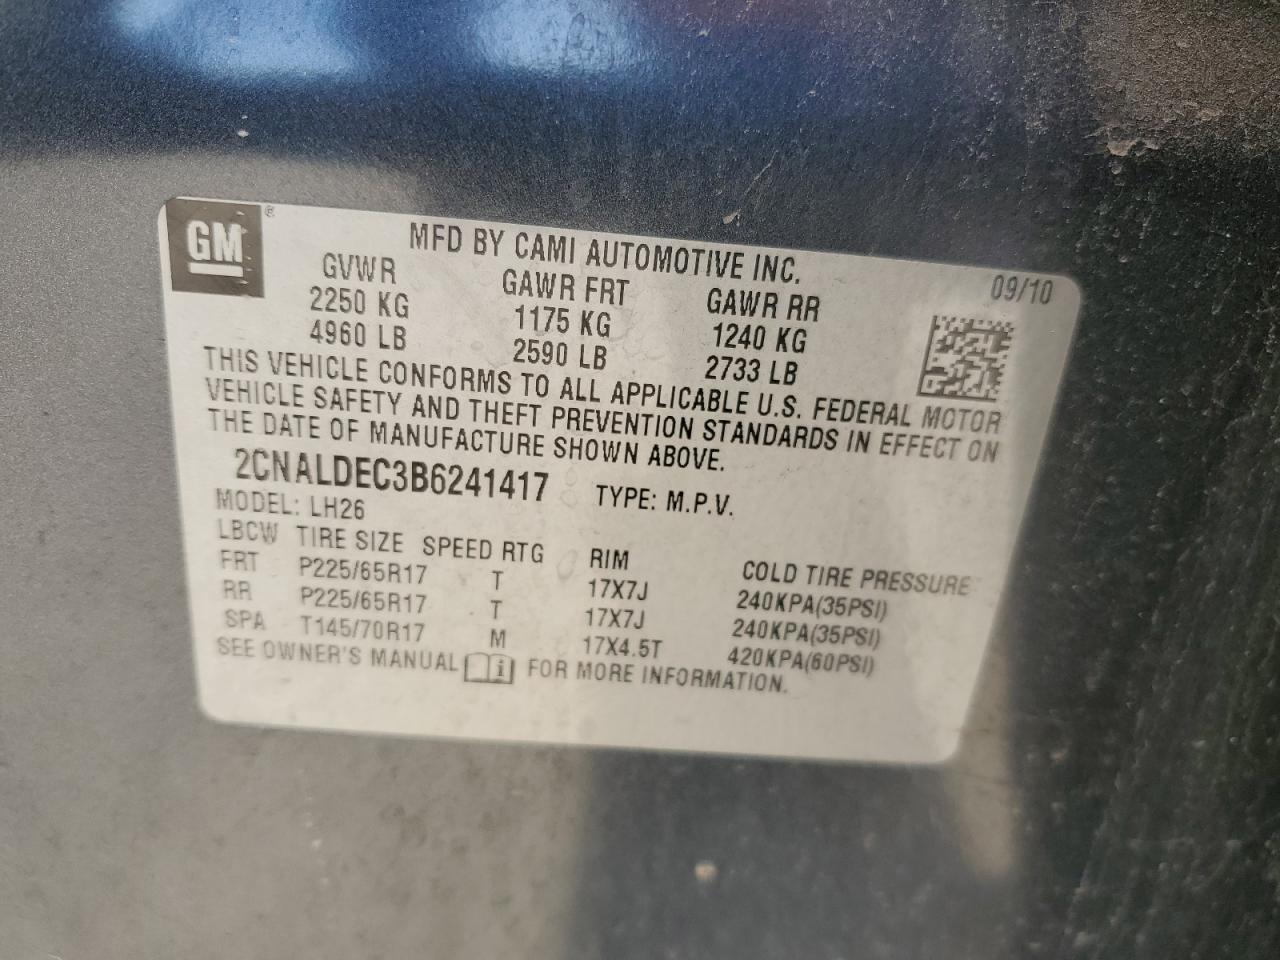 GM®
MFD BY CAMI AUTOMOTIVE INC.
09/10
GVWR GAWR FRT GAWR RR
2250 KG 1175 KG 1240 KG
4960 LB 2590 LB 2733 LB
THIS VEHICLE CONFORMS TO ALL APPLICABLE U.S. FEDERAL MOTOR
VEHICLE SAFETY AND THEFT PREVENTION STANDARDS IN EFFECT ON
THE DATE OF MANUFACTURE SHOWN ABOVE.
2CNALDEC3B6241417 TYPE: M.P.V.
MODEL: LH26
LBCW TIRE SIZE SPEED RTG RIM COLD TIRE PRESSURE
FRT P225/65R17 T 17X7J 240KPA(35PSI)
RR P225/65R17 T 17X7J 240KPA(35PSI)
SPA T145/70R17 M 17X4.5T 420KPA(60PSI)
SEE OWNER'S MANUAL i FOR MORE INFORMATION.